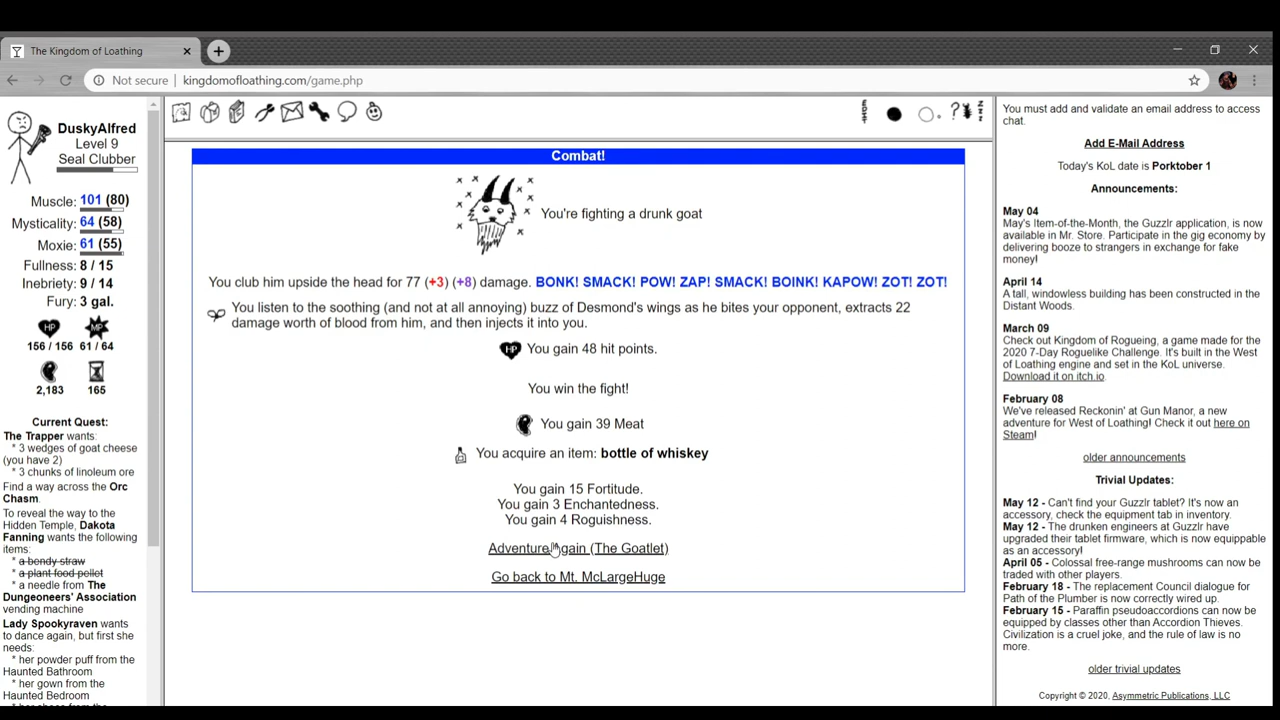 The Kingdom of Loathing
Not secure | kingdomofloathing.com/game.php
DuskyAlfred
Level 9
Seal Clubber
Muscle: 101 (80)
Mysticality: 64 (58)
Moxie: 61 (55)
Fullness: 8 / 15
Inebriety: 9 / 14
Fury: 3 gal.
HP MP
156 / 156 61 / 64
2,183 165
Current Quest:
The Trapper wants:
* 3 wedges of goat cheese
(you have 2)
* 3 chunks of linoleum ore
Find a way across the Orc
Chasm.
To reveal the way to the
Hidden Temple, Dakota
Fanning wants the following
items:
* a bendy straw
* a plant food pellet
* a needle from The
Dungeoneers' Association
vending machine
Lady Spookyraven wants
to dance again, but first she
needs:
* her powder puff from the
Haunted Bathroom
* her gown from the
Haunted Bedroom
Combat!
You're fighting a drunk goat
You club him upside the head for 77 (+3) (+8) damage. BONK! SMACK! POW! ZAP! SMACK! BOINK! KAPOW! ZOT! ZOT!
You listen to the soothing (and not at all annoying) buzz of Desmond's wings as he bites your opponent, extracts 22
damage worth of blood from him, and then injects it into you.
HP You gain 48 hit points.
You win the fight!
You gain 39 Meat
You acquire an item: bottle of whiskey
You gain 15 Fortitude.
You gain 3 Enchantedness.
You gain 4 Roguishness.
Adventure Again (The Goatlet)
Go back to Mt. McLargeHuge
You must add and validate an email address to access
chat.
Add E-Mail Address
Today's KoL date is Porktober 1
Announcements:
May 04
May's Item-of-the-Month, the Guzzlr application, is now
available in Mr. Store. Participate in the gig economy by
delivering booze to strangers in exchange for fake
money!
April 14
A tall, windowless building has been constructed in the
Distant Woods.
March 09
Check out Kingdom of Rogueing, a game made for the
2020 7-Day Roguelike Challenge. It's built in the West
of Loathing engine and set in the KoL universe.
Download it on itch.io.
February 08
We've released Reckonin' at Gun Manor, a new
adventure for West of Loathing! Check it out here on
Steam!
older announcements
Trivial Updates:
May 12 - Can't find your Guzzlr tablet? It's now an
accessory, check the equipment tab in inventory.
May 12 - The drunken engineers at Guzzlr have
upgraded their tablet firmware, which is now equippable
as an accessory!
April 05 - Colossal free-range mushrooms can now be
traded with other players.
February 18 - The replacement Council dialogue for
Path of the Plumber is now correctly wired up.
February 15 - Paraffin pseudoaccordions can now be
equipped by classes other than Accordion Thieves.
Civilization is a cruel joke, and the rule of law is no
more.
older trivial updates
Copyright © 2020, Asymmetric Publications, LLC